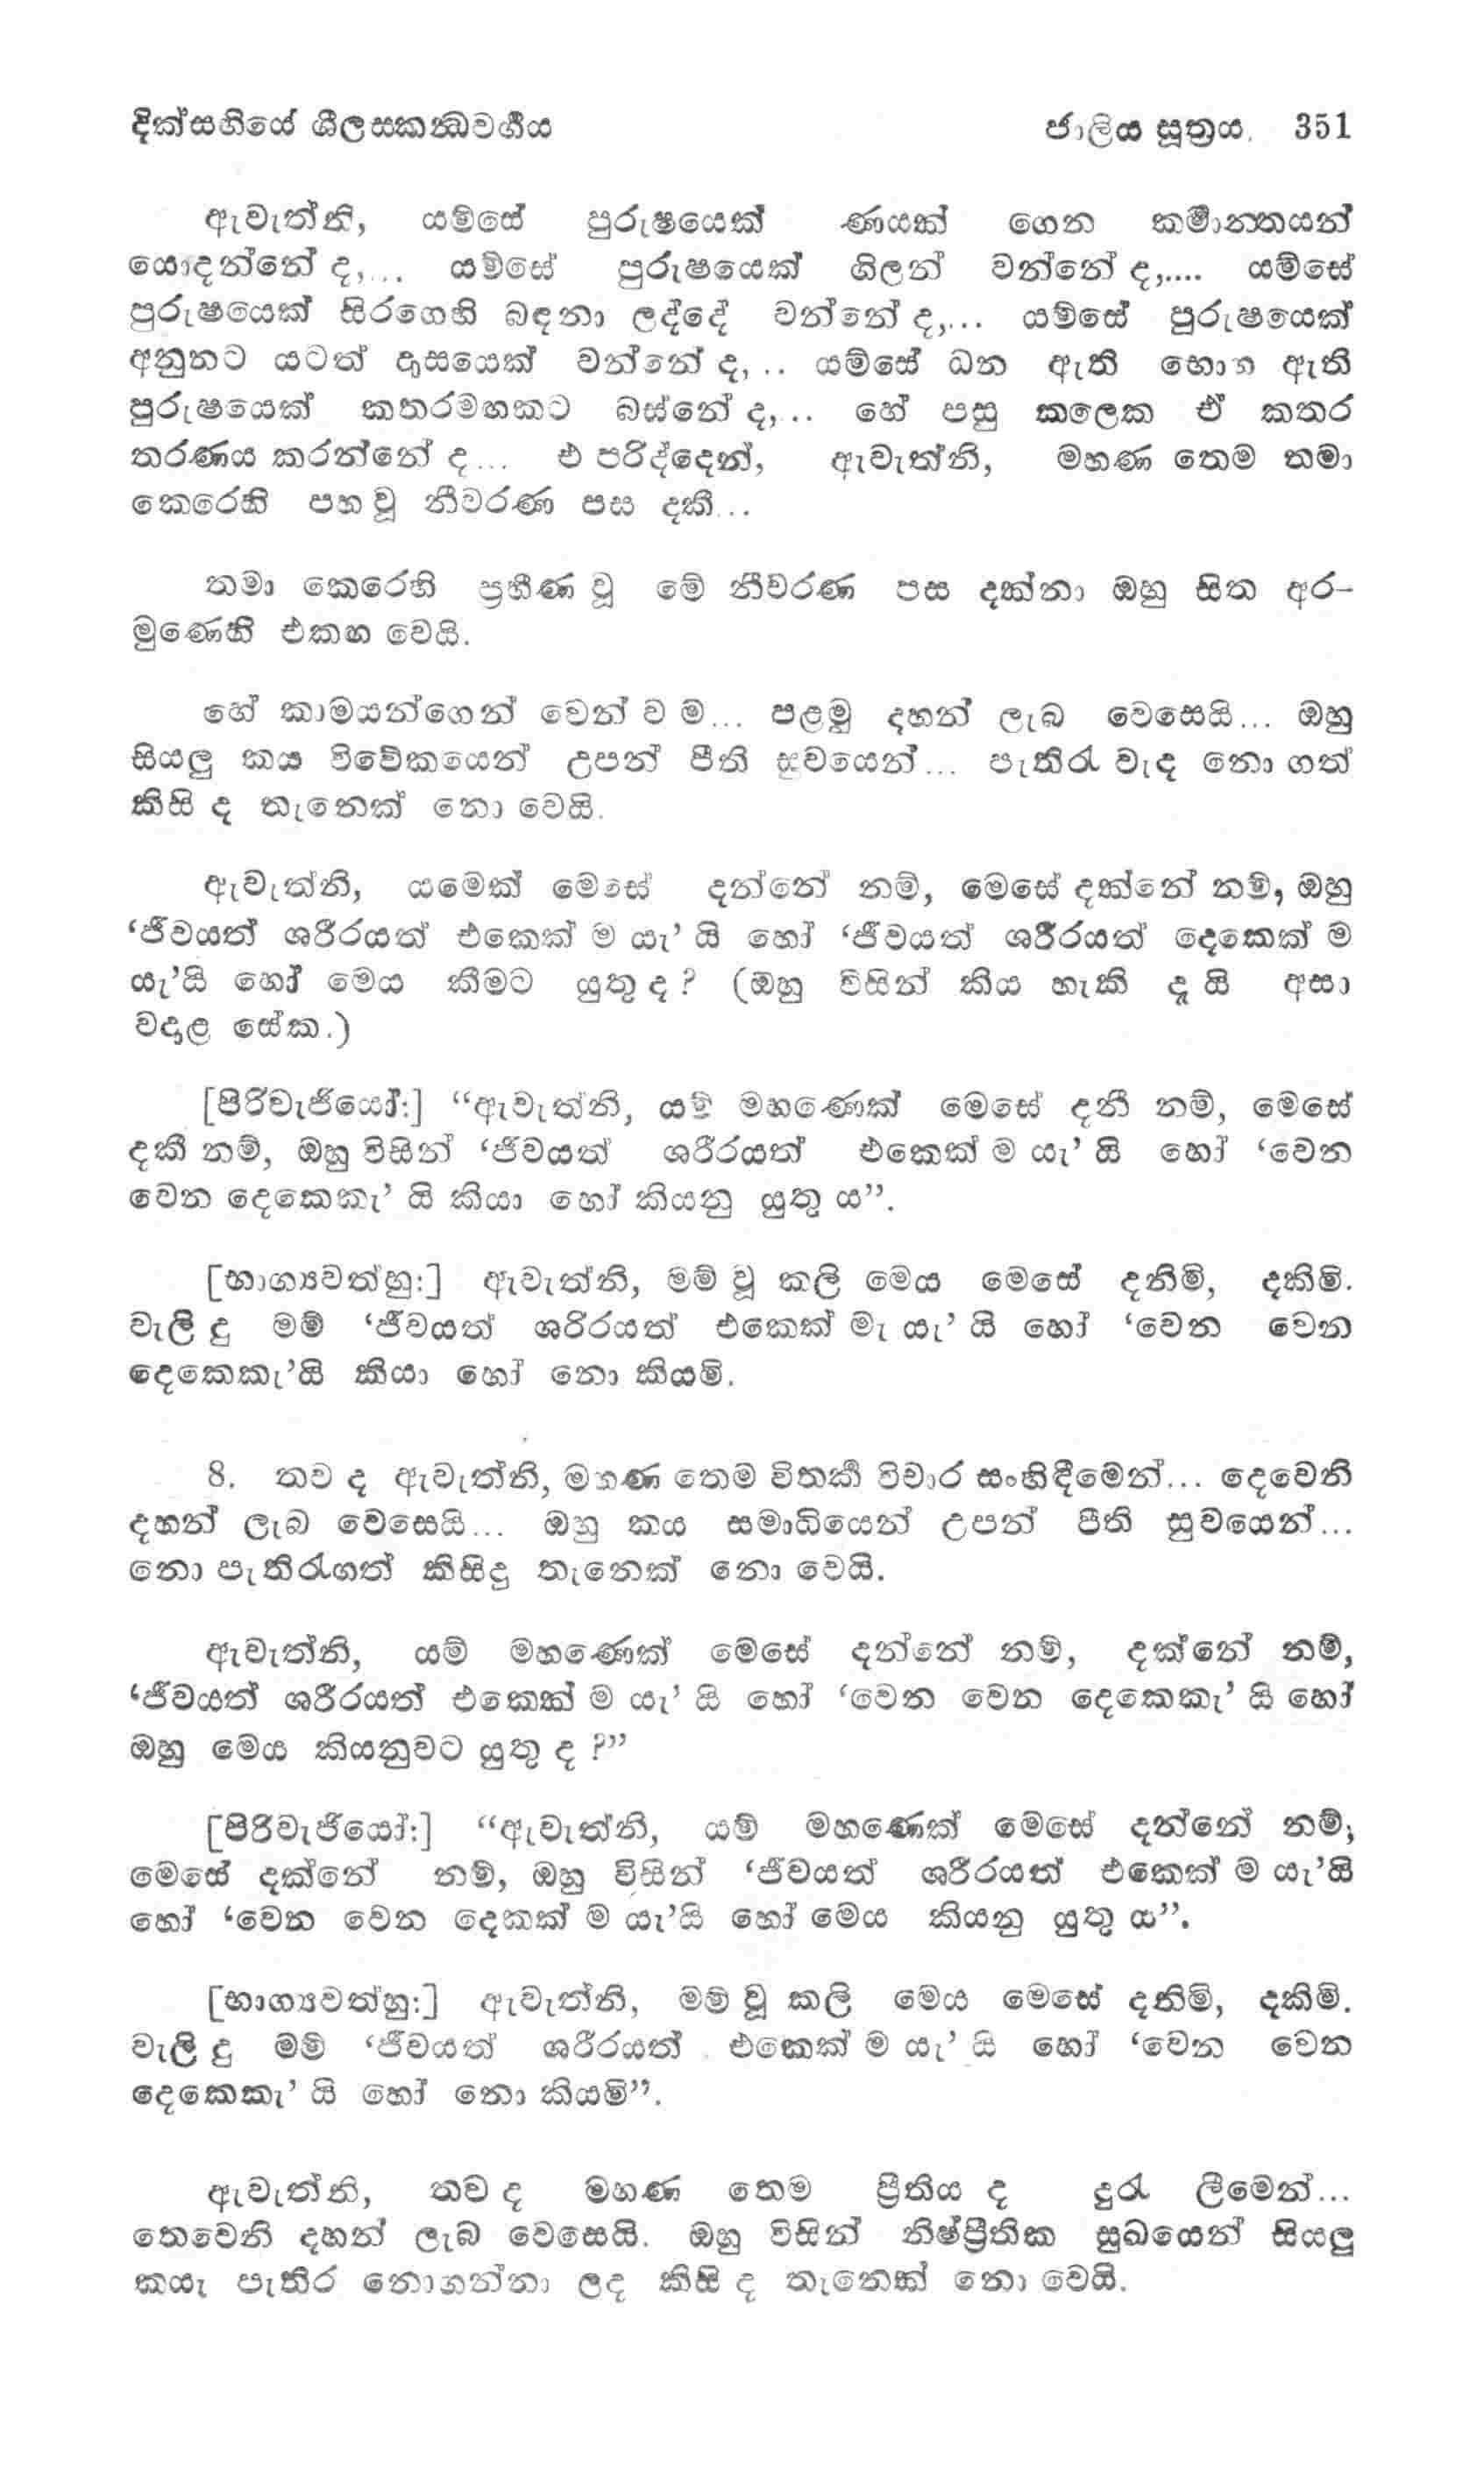 දික්සඟියේ ශීලස්කන්ධවර්ගය
ජාලිය සූත්‍රය. 351
ඇවැත්නි, යම්සේ පුරුෂයෙක් ණයක් ගෙන කර්මාන්තයන්
යොදන්නේ ද,... යම්සේ පුරුෂයෙක් ගිලන් වන්නේ ද,.... යම්සේ
පුරුෂයෙක් සිරගෙහි බඳනා ලද්දේ වන්නේ ද,... යම්සේ පුරුෂයෙක්
අනුනට යටත් දාසයෙක් වන්නේ ද, .. යම්සේ ධන ඇති භොග ඇති
පුරුෂයෙක් කතරමඟකට බස්නේ ද,... හේ පසු කලෙක ඒ කතර
තරණය කරන්නේ ද... එ පරිද්දෙන්, ඇවැත්නි, මහණ තෙම තමා
කෙරෙහි පහ වූ නීවරණ පස දකී...
තමා කෙරෙහි ප්‍රහීණ වූ මේ නීවරණ පස දක්නා ඔහු සිත අර-
මුණෙහි එකඟ වෙයි.
හේ කාමයන්ගෙන් වෙන් ව ම... පළමු දහන් ලැබ වෙසෙයි... ඔහු
සියලු කය විවේකයෙන් උපන් පීති සුවයෙන්... පැතිරැ වැද නො ගත්
කිසි ද තැනෙක් නො වෙයි.
ඇවැත්නි, යමෙක් මෙසේ දන්නේ නම්, මෙසේ දක්නේ නම්, ඔහු
‘ජීවයත් ශරීරයත් එකෙක් ම යැ’ යි හෝ ‘ජීවයත් ශරීරයත් දෙකෙක් ම
යැ’යි හෝ මෙය කීමට යුතු ද? (ඔහු විසින් කිය හැකි දැ යි අසා
වදාළ සේක.)
[පිරිවැජියෝ:] “ඇවැත්නි, යම් මහණෙක් මෙසේ දනී නම්, මෙසේ
දකී නම්, ඔහු විසින් ‘ජීවයත් ශරීරයත් එකෙක් ම යැ’ යි හෝ ‘වෙන
වෙන දෙකෙකැ’ යි කියා හෝ කියනු යුතු ය”.
[භාග්‍යවත්හු:] ඇවැත්නි, මම් වූ කලි මෙය මෙසේ දනිමි, දකිමි.
වැලි දු මම් ‘ජීවයත් ශරීරයත් එකෙක් මැ යැ’ යි හෝ ‘වෙන වෙන
දෙකෙකැ’යි කියා හෝ නො කියමි.
8. තව ද ඇවැත්නි, මහණ තෙම විතර්ක විචාර සංහිඳීමෙන්... දෙවෙනි
දහන් ලැබ වෙසෙයි... ඔහු කය සමාධියෙන් උපන් පීති සුවයෙන්...
නො පැතිරැගත් කිසිදු තැනෙක් නො වෙයි.
ඇවැත්නි, යම් මහණෙක් මෙසේ දන්නේ නම්, දක්නේ නම්,
‘ජීවයත් ශරීරයත් එකෙක් ම යැ’ යි හෝ ‘වෙන වෙන දෙකෙකැ’ යි හෝ
ඔහු මෙය කියනුවට යුතු ද ?”
[පිරිවැජියෝ:] “ඇවැත්නි, යම් මහණෙක් මෙසේ දන්නේ නම්;
මෙසේ දක්නේ නම්, ඔහු විසින් ‘ජීවයත් ශරීරයත් එකෙක් ම යැ’යි
හෝ ‘වෙන වෙන දෙකක් ම යැ’යි හෝ මෙය කියනු යුතු ය”.
[භාග්‍යවත්හු:] ඇවැත්නි, මම් වූ කලි මෙය මෙසේ දනිමි, දකිමි.
වැලි දු මම් ‘ජීවයත් ශරීරයත් එකෙක් ම යැ’ යි හෝ ‘වෙන වෙන
දෙකෙකැ’ යි හෝ නො කියමි”.
ඇවැත්නි, තව ද මහණ තෙම ප්‍රීතිය ද දුරැ ලීමෙන්...
තෙවෙනි දහන් ලැබ වෙසෙයි. ඔහු විසින් නිෂ්ප්‍රීතික සුඛයෙන් සියලු
කයැ පැතිර නොගන්නා ලද කිසි ද තැනෙක් නො වෙයි.